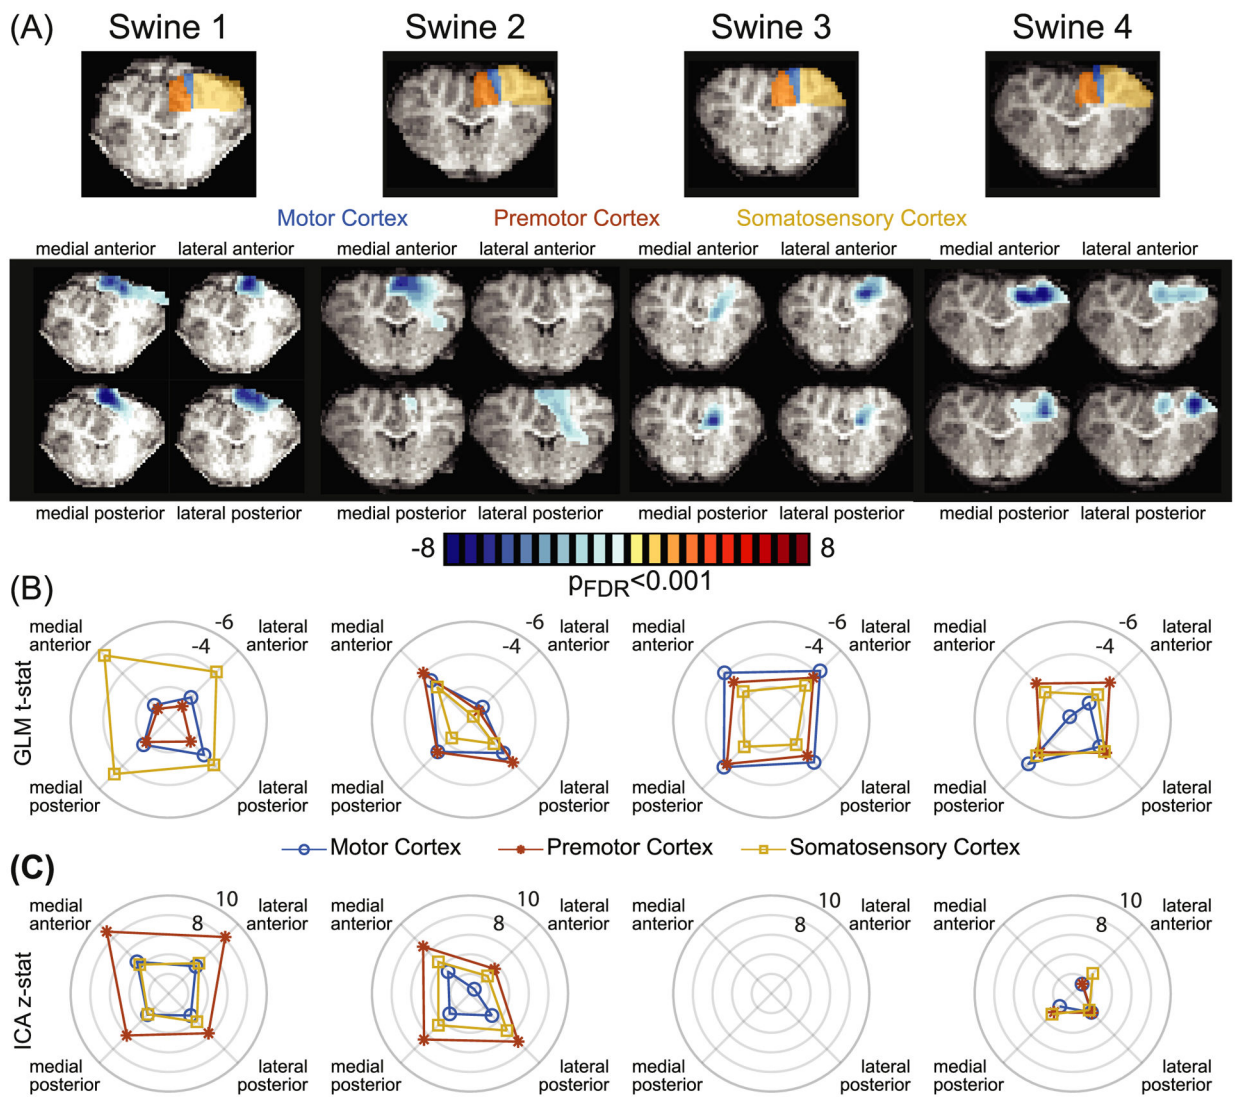 (A) Swine 1 Swine 2 Swine 3 Swine 4
Motor Cortex Premotor Cortex Somatosensory Cortex
medial anterior lateral anterior medial anterior lateral anterior medial anterior lateral anterior medial anterior lateral anterior
medial posterior lateral posterior medial posterior lateral posterior medial posterior lateral posterior medial posterior lateral posterior
-8 8
pFDR<0.001
(B)
GLM t-stat
medial anterior
-6
-4
lateral anterior
medial posterior
lateral posterior
medial anterior
-6
-4
lateral anterior
medial posterior
lateral posterior
medial anterior
-6
-4
lateral anterior
medial posterior
lateral posterior
medial anterior
-6
-4
lateral anterior
medial posterior
lateral posterior
Motor Cortex Premotor Cortex Somatosensory Cortex
(C)
ICA z-stat
medial anterior
10
8
lateral anterior
medial posterior
lateral posterior
medial anterior
10
8
lateral anterior
medial posterior
lateral posterior
medial anterior
10
8
lateral anterior
medial posterior
lateral posterior
medial anterior
10
8
lateral anterior
medial posterior
lateral posterior